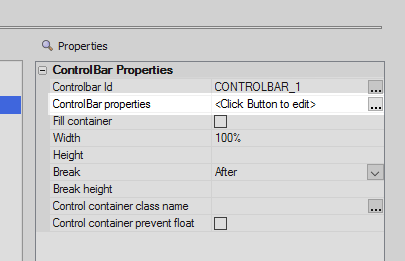 Properties
ControlBar Properties
Controlbar Id CONTROLBAR_1 ...
ControlBar properties <Click Button to edit> ...
Fill container
Width 100%
Height
Break After
Break height
Control container class name ...
Control container prevent float